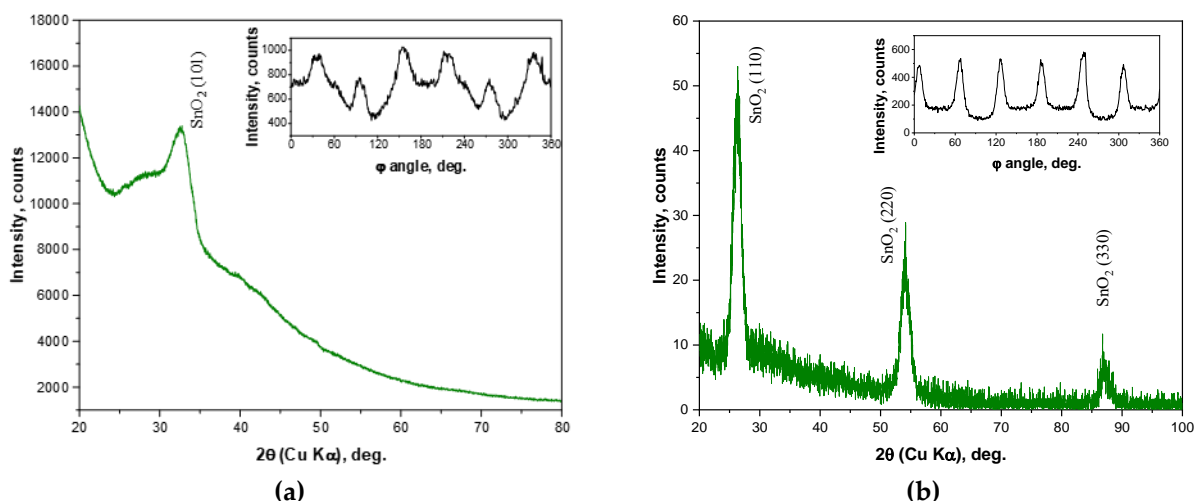 18000
16000
14000
12000
10000
8000
6000
4000
2000
20 30 40 50 60 70 80
Intensity, counts
2θ (Cu Kα), deg.
SnO2 (101)
1000
800
600
400
0 60 120 180 240 300 360
Intensity, counts
φ angle, deg.
(a)
60
50
40
30
20
10
0
20 30 40 50 60 70 80 90 100
Intensity, counts
2θ (Cu Kα), deg.
SnO2 (110)
SnO2 (220)
SnO2 (330)
600
400
200
0
0 60 120 180 240 300 360
Intensity, counts
φ angle, deg.
(b)